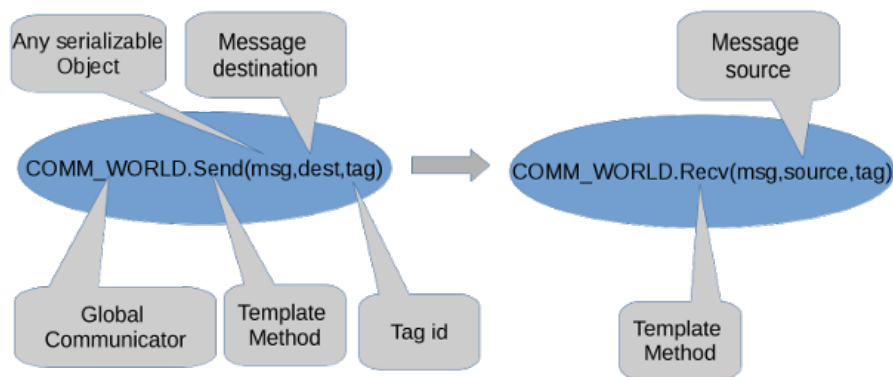 Any serializable
Object
Message
destination
Message
source
COMM_WORLD.Send(msg,dest,tag)
COMM_WORLD.Recv(msg,source,tag)
Global
Communicator
Template
Method
Tag id
Template
Method